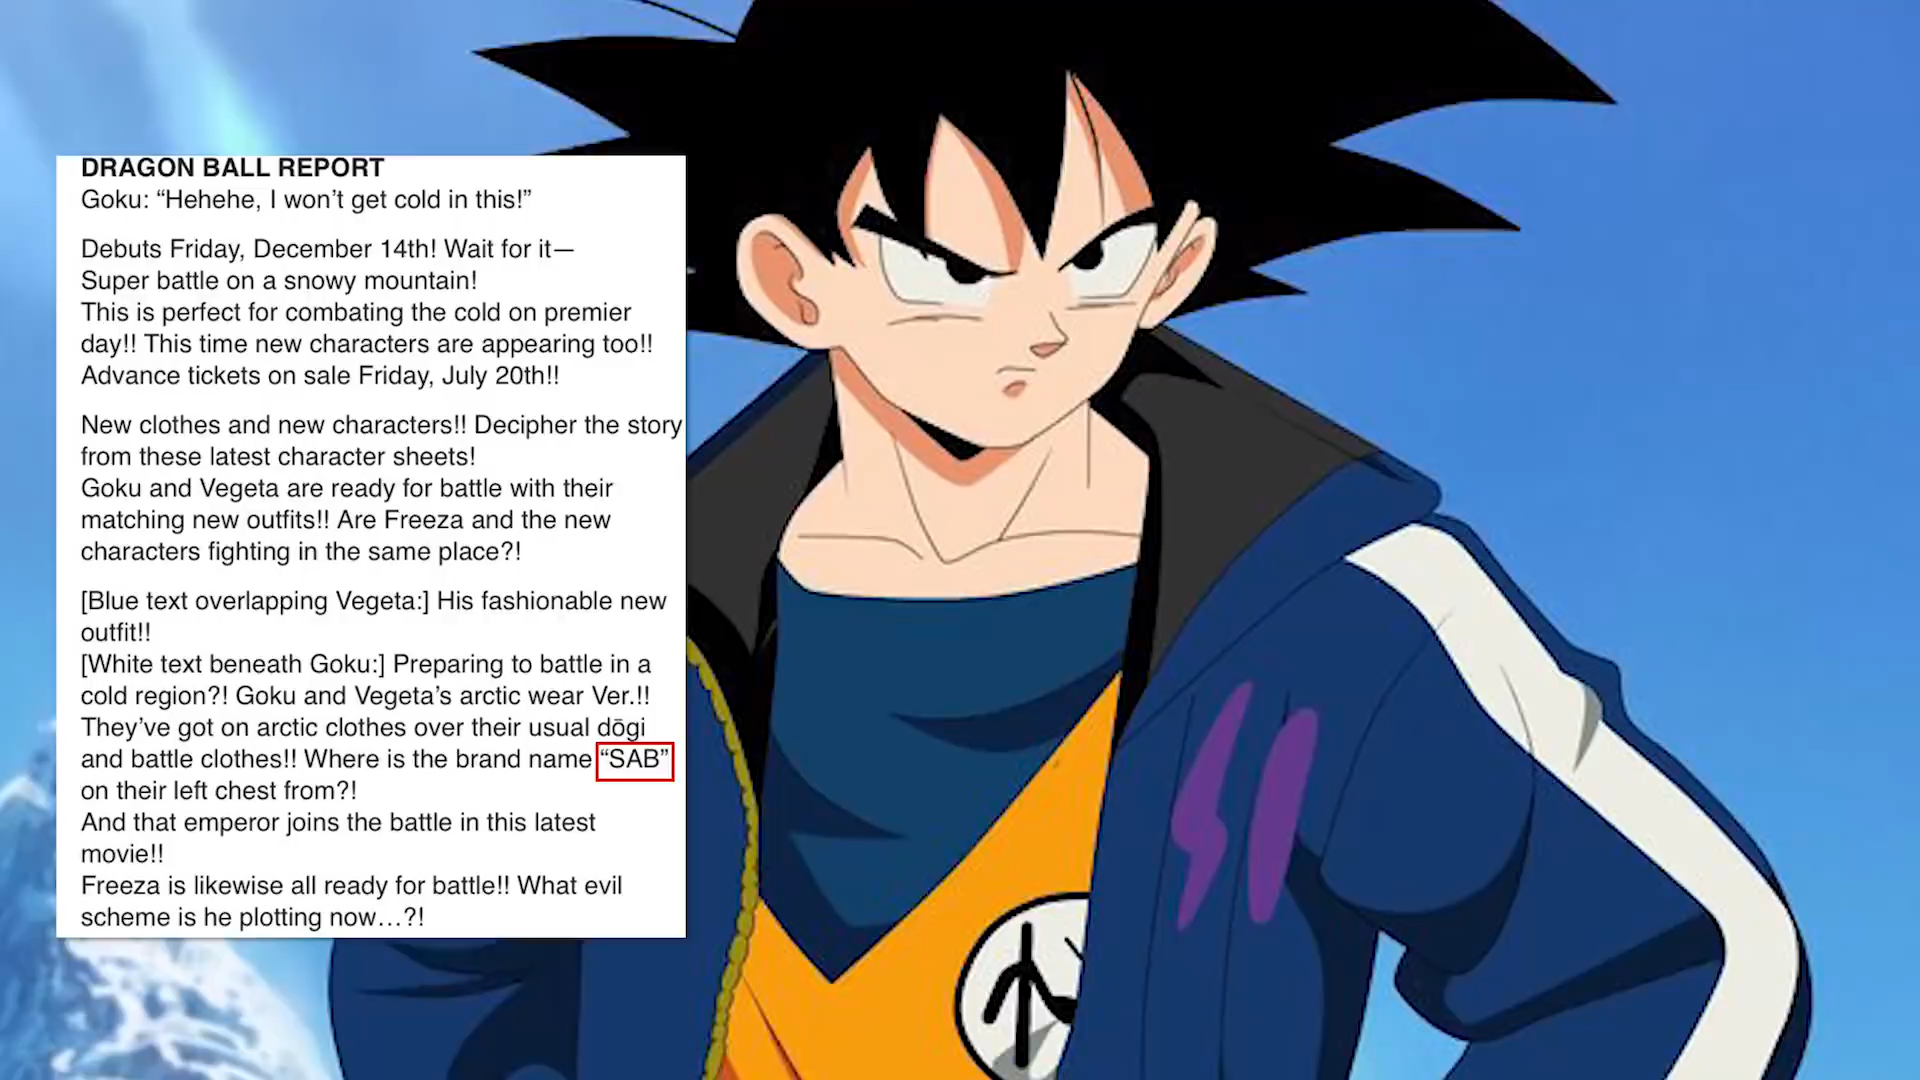 DRAGON BALL REPORT
Goku: “Hehehe, I won’t get cold in this!”
Debuts Friday, December 14th! Wait for it—
Super battle on a snowy mountain!
This is perfect for combating the cold on premier
day!! This time new characters are appearing too!!
Advance tickets on sale Friday, July 20th!!
New clothes and new characters!! Decipher the story
from these latest character sheets!
Goku and Vegeta are ready for battle with their
matching new outfits!! Are Freeza and the new
characters fighting in the same place?!
[Blue text overlapping Vegeta:] His fashionable new
outfit!!
[White text beneath Goku:] Preparing to battle in a
cold region?! Goku and Vegeta’s arctic wear Ver.!!
They’ve got on arctic clothes over their usual dōgi
and battle clothes!! Where is the brand name “SAB”
on their left chest from?!
And that emperor joins the battle in this latest
movie!!
Freeza is likewise all ready for battle!! What evil
scheme is he plotting now…?!